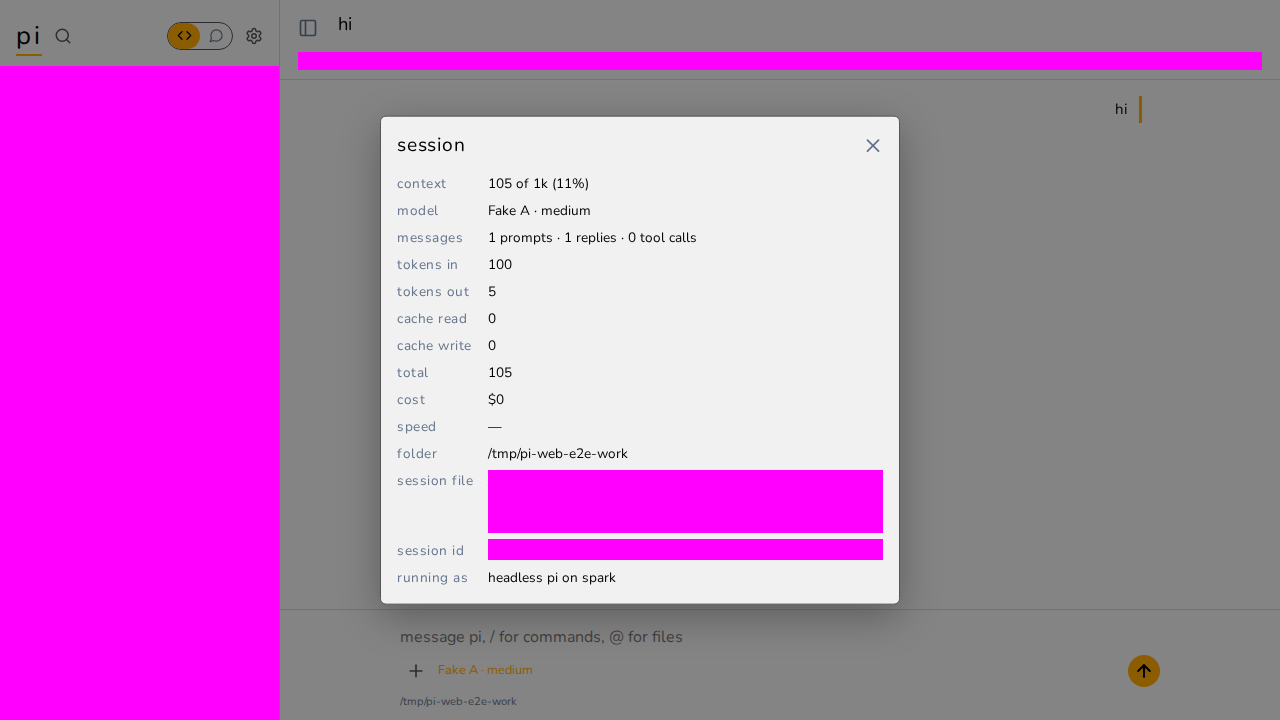 pi
hi
hi
session
context 105 of 1k (11%)
model Fake A · medium
messages 1 prompts · 1 replies · 0 tool calls
tokens in 100
tokens out 5
cache read 0
cache write 0
total 105
cost $0
speed —
folder /tmp/pi-web-e2e-work
session file
session id
running as headless pi on spark
message pi, / for commands, @ for files
Fake A · medium
/tmp/pi-web-e2e-work